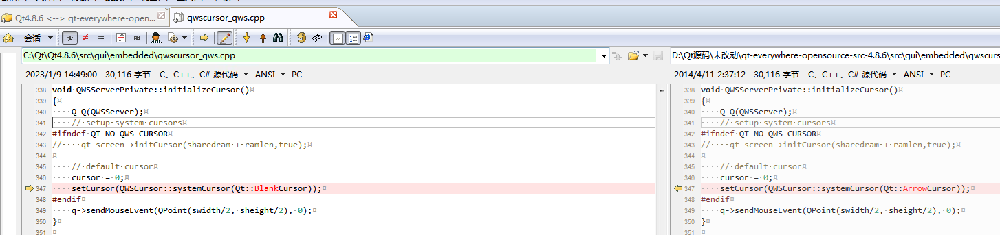 Qt4.8.6 <--> qt-everywhere-open...
qwscursor_qws.cpp
会话
C:\Qt\Qt4.8.6\src\gui\embedded\qwscursor_qws.cpp
2023/1/9 14:49:00 30,116 字节 C、C++、C# 源代码 ANSI PC
338 void·QWSServerPrivate::initializeCursor()¤
339 {¤
340 ····Q_Q(QWSServer);¤
341 ····//·setup·system·cursors¤
342 #ifndef·QT_NO_QWS_CURSOR¤
343 //····qt_screen->initCursor(sharedram·+·ramlen,true);¤
344 ¤
345 ····//·default·cursor¤
346 ····cursor·=·0;¤
347 ····setCursor(QWSCursor::systemCursor(Qt::BlankCursor));¤
348 #endif¤
349 ····q->sendMouseEvent(QPoint(swidth/2,·sheight/2),·0);¤
350 }¤
351 ¤
D:\Qt源码\未改动\qt-everywhere-opensource-src-4.8.6\src\gui\embedded\qwscurs
2014/4/11 2:37:12 30,116 字节 C、C++、C# 源代码 ANSI PC
338 void·QWSServerPrivate::initializeCursor()¤
339 {¤
340 ····Q_Q(QWSServer);¤
341 ····//·setup·system·cursors¤
342 #ifndef·QT_NO_QWS_CURSOR¤
343 //····qt_screen->initCursor(sharedram·+·ramlen,true);¤
344 ¤
345 ····//·default·cursor¤
346 ····cursor·=·0;¤
347 ····setCursor(QWSCursor::systemCursor(Qt::ArrowCursor));¤
348 #endif¤
349 ····q->sendMouseEvent(QPoint(swidth/2,·sheight/2),·0);¤
350 }¤
351 ¤